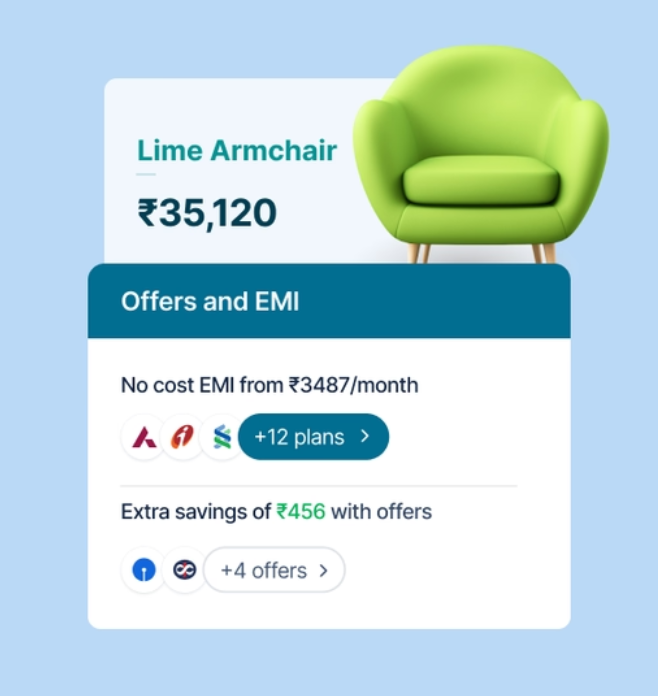 Lime Armchair
₹35,120
Offers and EMI
No cost EMI from ₹3487/month
+12 plans
Extra savings of ₹456 with offers
+4 offers